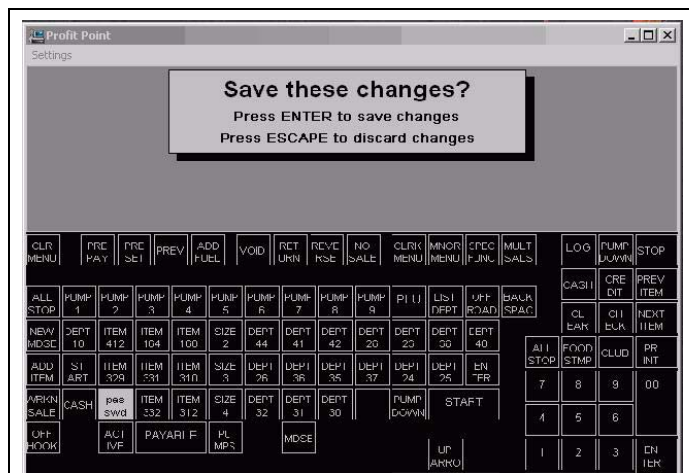 Profit Point
Settings
Save these changes?
Press ENTER to save changes
Press ESCAPE to discard changes
CLR MENU PRE PAY PRE SET PREV ADD FUEL VOID RET URN REVE RSE NO SALE CLRK MENU MNGR MENU SPEC FUNC MULT SALS LOG PUMP DOWN STOP
CASH CRE DIT PREV ITEM
ALL STOP PUMP 1 PUMP 2 PUMP 3 PUMP 4 PUMP 5 PUMP 6 PUMP 7 PUMP 8 PUMP 9 PLU LIST DEPT OFF ROAD BACK SPAC
CL EAR CH ECK NEXT ITEM
NEW MDSE DEPT 10 ITEM 412 ITEM 164 ITEM 160 SIZE 2 DEPT 44 DEPT 41 DEPT 42 DEPT 20 DEPT 23 DEPT 38 DEPT 40
ALL STOP FOOD STMP CLUB PR INT
ADD ITEM ST ART ITEM 329 ITEM 331 ITEM 310 SIZE 3 DEPT 26 DEPT 36 DEPT 35 DEPT 37 DEPT 24 DEPT 25 EN TER
7 8 9 00
WRKN SALE CASH pas swd ITEM 332 ITEM 312 SIZE 4 DEPT 32 DEPT 31 DEPT 30 PUMP DOWN START
4 5 6
OFF HOOK ACT IVE PAYABLE PU MPS MDSE UP ARRO
1 2 3 EN TER